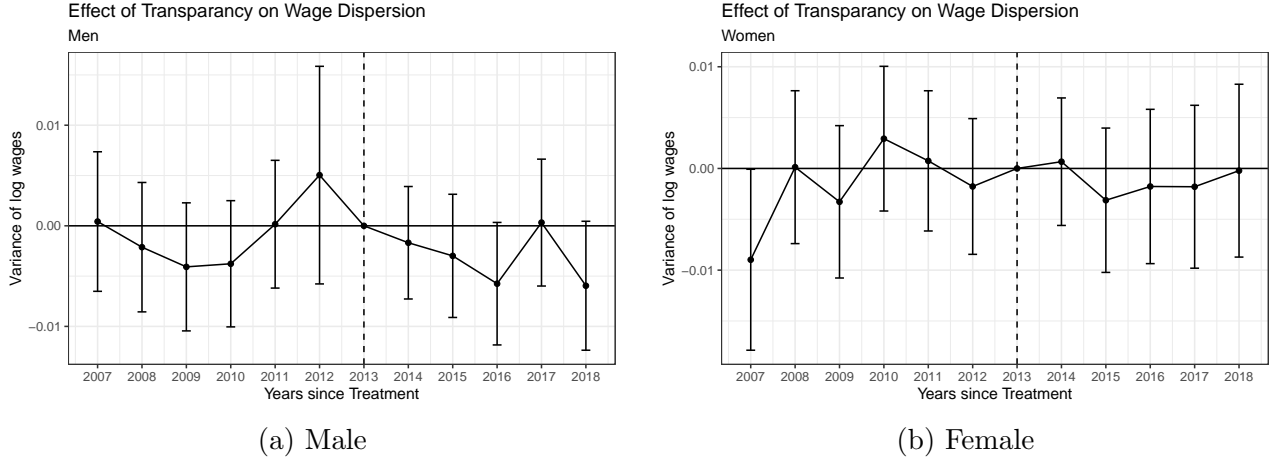 Effect of Transparancy on Wage Dispersion
Men
Variance of log wages
0.01
0.00
−0.01
2007 2008 2009 2010 2011 2012 2013 2014 2015 2016 2017 2018
Years since Treatment
(a) Male
Effect of Transparancy on Wage Dispersion
Women
Variance of log wages
0.01
0.00
−0.01
2007 2008 2009 2010 2011 2012 2013 2014 2015 2016 2017 2018
Years since Treatment
(b) Female